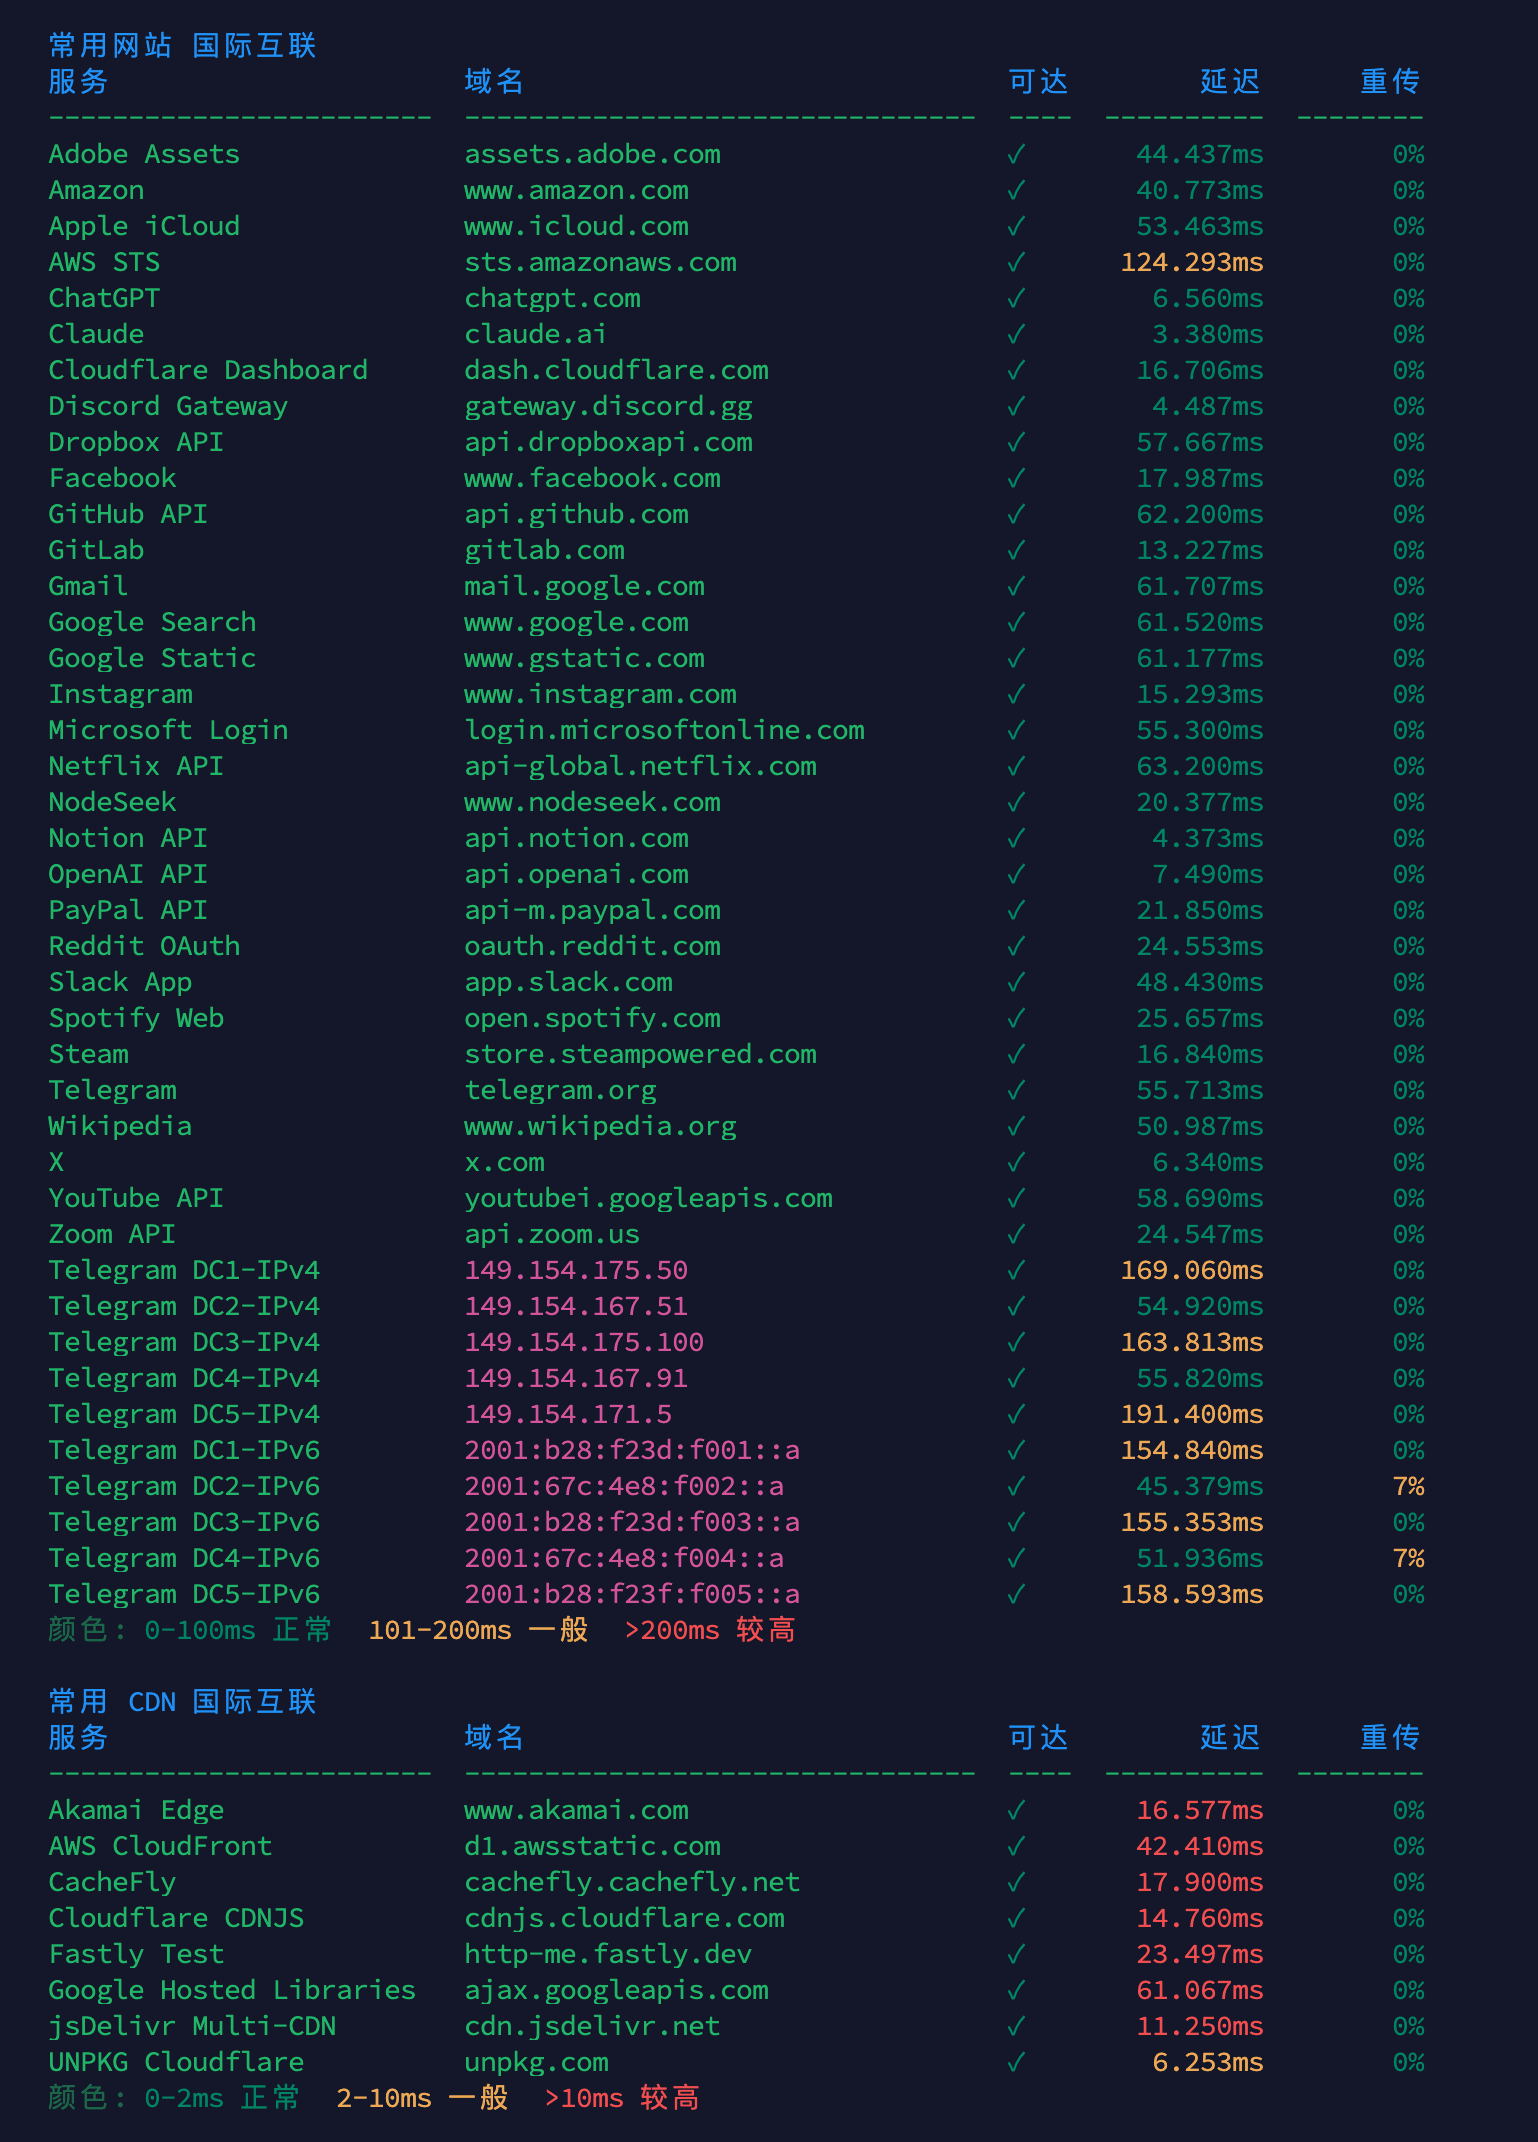 常用网站 国际互联
服务 域名 可达 延迟 重传
------------------------ -------------------------------- ---- ---------- --------
Adobe Assets assets.adobe.com ✓ 44.437ms 0%
Amazon www.amazon.com ✓ 40.773ms 0%
Apple iCloud www.icloud.com ✓ 53.463ms 0%
AWS STS sts.amazonaws.com ✓ 124.293ms 0%
ChatGPT chatgpt.com ✓ 6.560ms 0%
Claude claude.ai ✓ 3.380ms 0%
Cloudflare Dashboard dash.cloudflare.com ✓ 16.706ms 0%
Discord Gateway gateway.discord.gg ✓ 4.487ms 0%
Dropbox API api.dropboxapi.com ✓ 57.667ms 0%
Facebook www.facebook.com ✓ 17.987ms 0%
GitHub API api.github.com ✓ 62.200ms 0%
GitLab gitlab.com ✓ 13.227ms 0%
Gmail mail.google.com ✓ 61.707ms 0%
Google Search www.google.com ✓ 61.520ms 0%
Google Static www.gstatic.com ✓ 61.177ms 0%
Instagram www.instagram.com ✓ 15.293ms 0%
Microsoft Login login.microsoftonline.com ✓ 55.300ms 0%
Netflix API api-global.netflix.com ✓ 63.200ms 0%
NodeSeek www.nodeseek.com ✓ 20.377ms 0%
Notion API api.notion.com ✓ 4.373ms 0%
OpenAI API api.openai.com ✓ 7.490ms 0%
PayPal API api-m.paypal.com ✓ 21.850ms 0%
Reddit OAuth oauth.reddit.com ✓ 24.553ms 0%
Slack App app.slack.com ✓ 48.430ms 0%
Spotify Web open.spotify.com ✓ 25.657ms 0%
Steam store.steampowered.com ✓ 16.840ms 0%
Telegram telegram.org ✓ 55.713ms 0%
Wikipedia www.wikipedia.org ✓ 50.987ms 0%
X x.com ✓ 6.340ms 0%
YouTube API youtubei.googleapis.com ✓ 58.690ms 0%
Zoom API api.zoom.us ✓ 24.547ms 0%
Telegram DC1-IPv4 149.154.175.50 ✓ 169.060ms 0%
Telegram DC2-IPv4 149.154.167.51 ✓ 54.920ms 0%
Telegram DC3-IPv4 149.154.175.100 ✓ 163.813ms 0%
Telegram DC4-IPv4 149.154.167.91 ✓ 55.820ms 0%
Telegram DC5-IPv4 149.154.171.5 ✓ 191.400ms 0%
Telegram DC1-IPv6 2001:b28:f23d:f001::a ✓ 154.840ms 0%
Telegram DC2-IPv6 2001:67c:4e8:f002::a ✓ 45.379ms 7%
Telegram DC3-IPv6 2001:b28:f23d:f003::a ✓ 155.353ms 0%
Telegram DC4-IPv6 2001:67c:4e8:f004::a ✓ 51.936ms 7%
Telegram DC5-IPv6 2001:b28:f23f:f005::a ✓ 158.593ms 0%
颜色: 0-100ms 正常 101-200ms 一般 >200ms 较高
常用 CDN 国际互联
服务 域名 可达 延迟 重传
------------------------ -------------------------------- ---- ---------- --------
Akamai Edge www.akamai.com ✓ 16.577ms 0%
AWS CloudFront d1.awsstatic.com ✓ 42.410ms 0%
CacheFly cachefly.cachefly.net ✓ 17.900ms 0%
Cloudflare CDNJS cdnjs.cloudflare.com ✓ 14.760ms 0%
Fastly Test http-me.fastly.dev ✓ 23.497ms 0%
Google Hosted Libraries ajax.googleapis.com ✓ 61.067ms 0%
jsDelivr Multi-CDN cdn.jsdelivr.net ✓ 11.250ms 0%
UNPKG Cloudflare unpkg.com ✓ 6.253ms 0%
颜色: 0-2ms 正常 2-10ms 一般 >10ms 较高